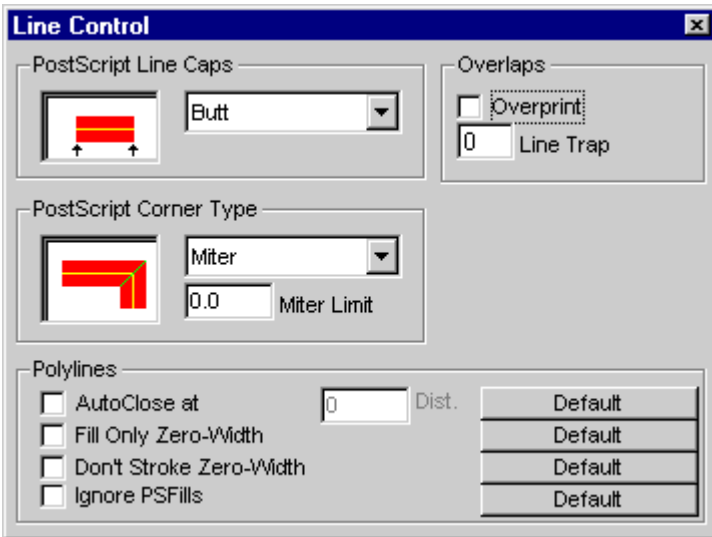 Line Control
PostScript Line Caps
Butt
Overlaps
Overprint
0 Line Trap
PostScript Corner Type
Miter
0.0 Miter Limit
Polylines
AutoClose at 0 Dist. Default
Fill Only Zero-Width Default
Don't Stroke Zero-Width Default
Ignore PSFills Default